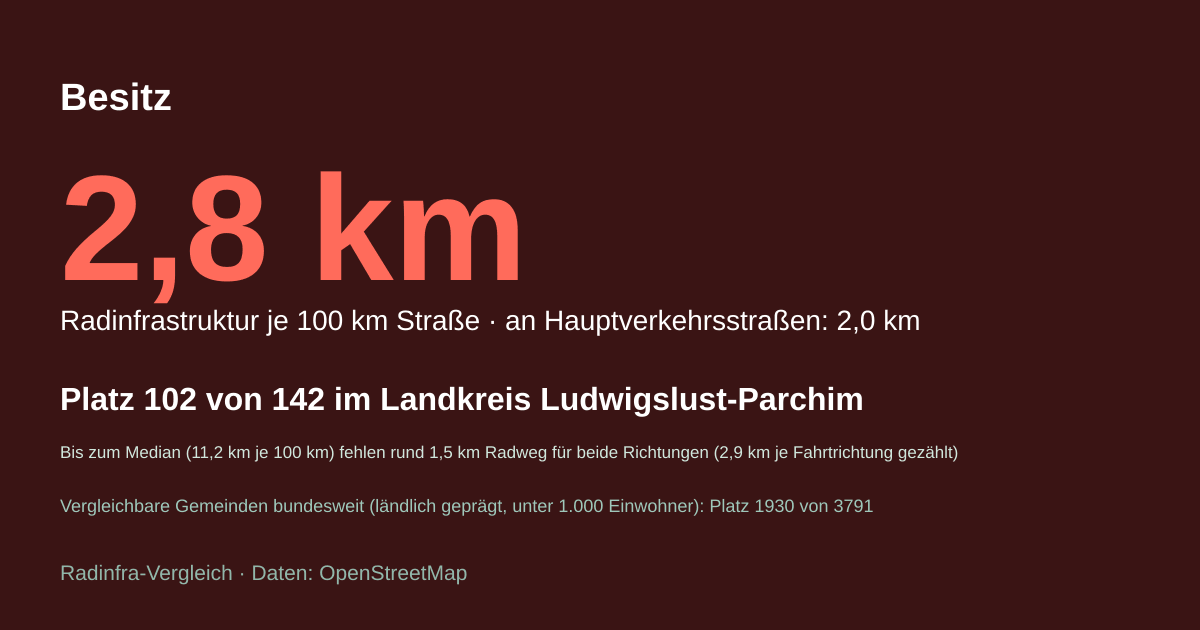 Besitz
2,8 km
Radinfrastruktur je 100 km Straße · an Hauptverkehrsstraßen: 2,0 km
Platz 102 von 142 im Landkreis Ludwigslust-Parchim
Bis zum Median (11,2 km je 100 km) fehlen rund 1,5 km Radweg für beide Richtungen (2,9 km je Fahrtrichtung gezählt)
Vergleichbare Gemeinden bundesweit (ländlich geprägt, unter 1.000 Einwohner): Platz 1930 von 3791
Radinfra-Vergleich · Daten: OpenStreetMap